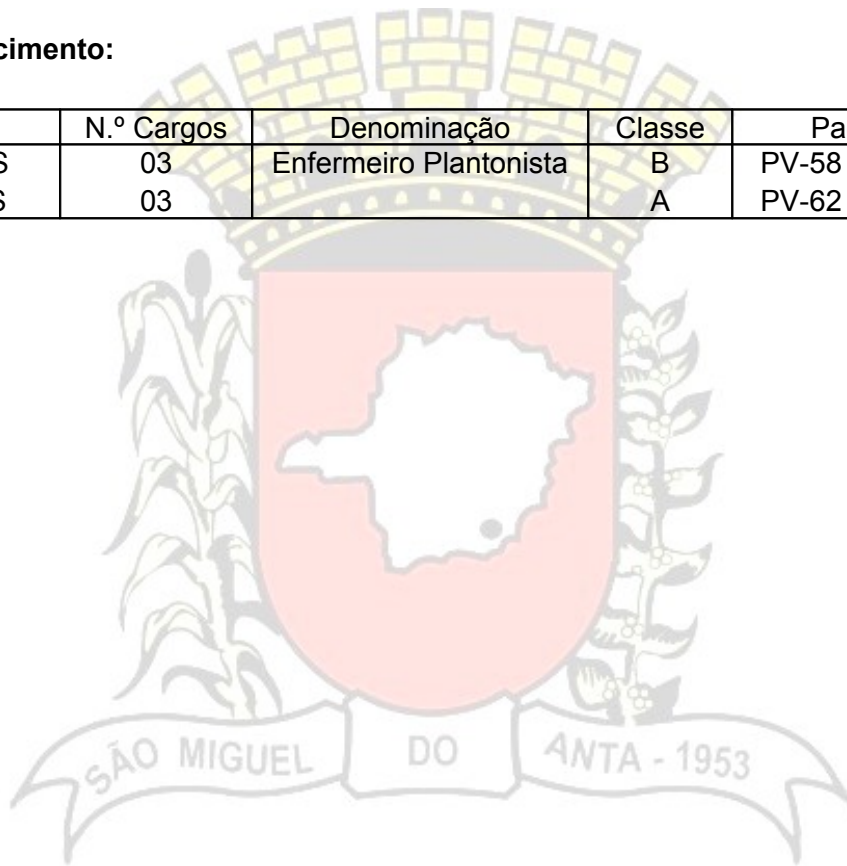 cimento:
N.º Cargos Denominação Classe Pa
S 03 Enfermeiro Plantonista B PV-58
S 03 A PV-62
SÃO MIGUEL DO ANTA - 1953